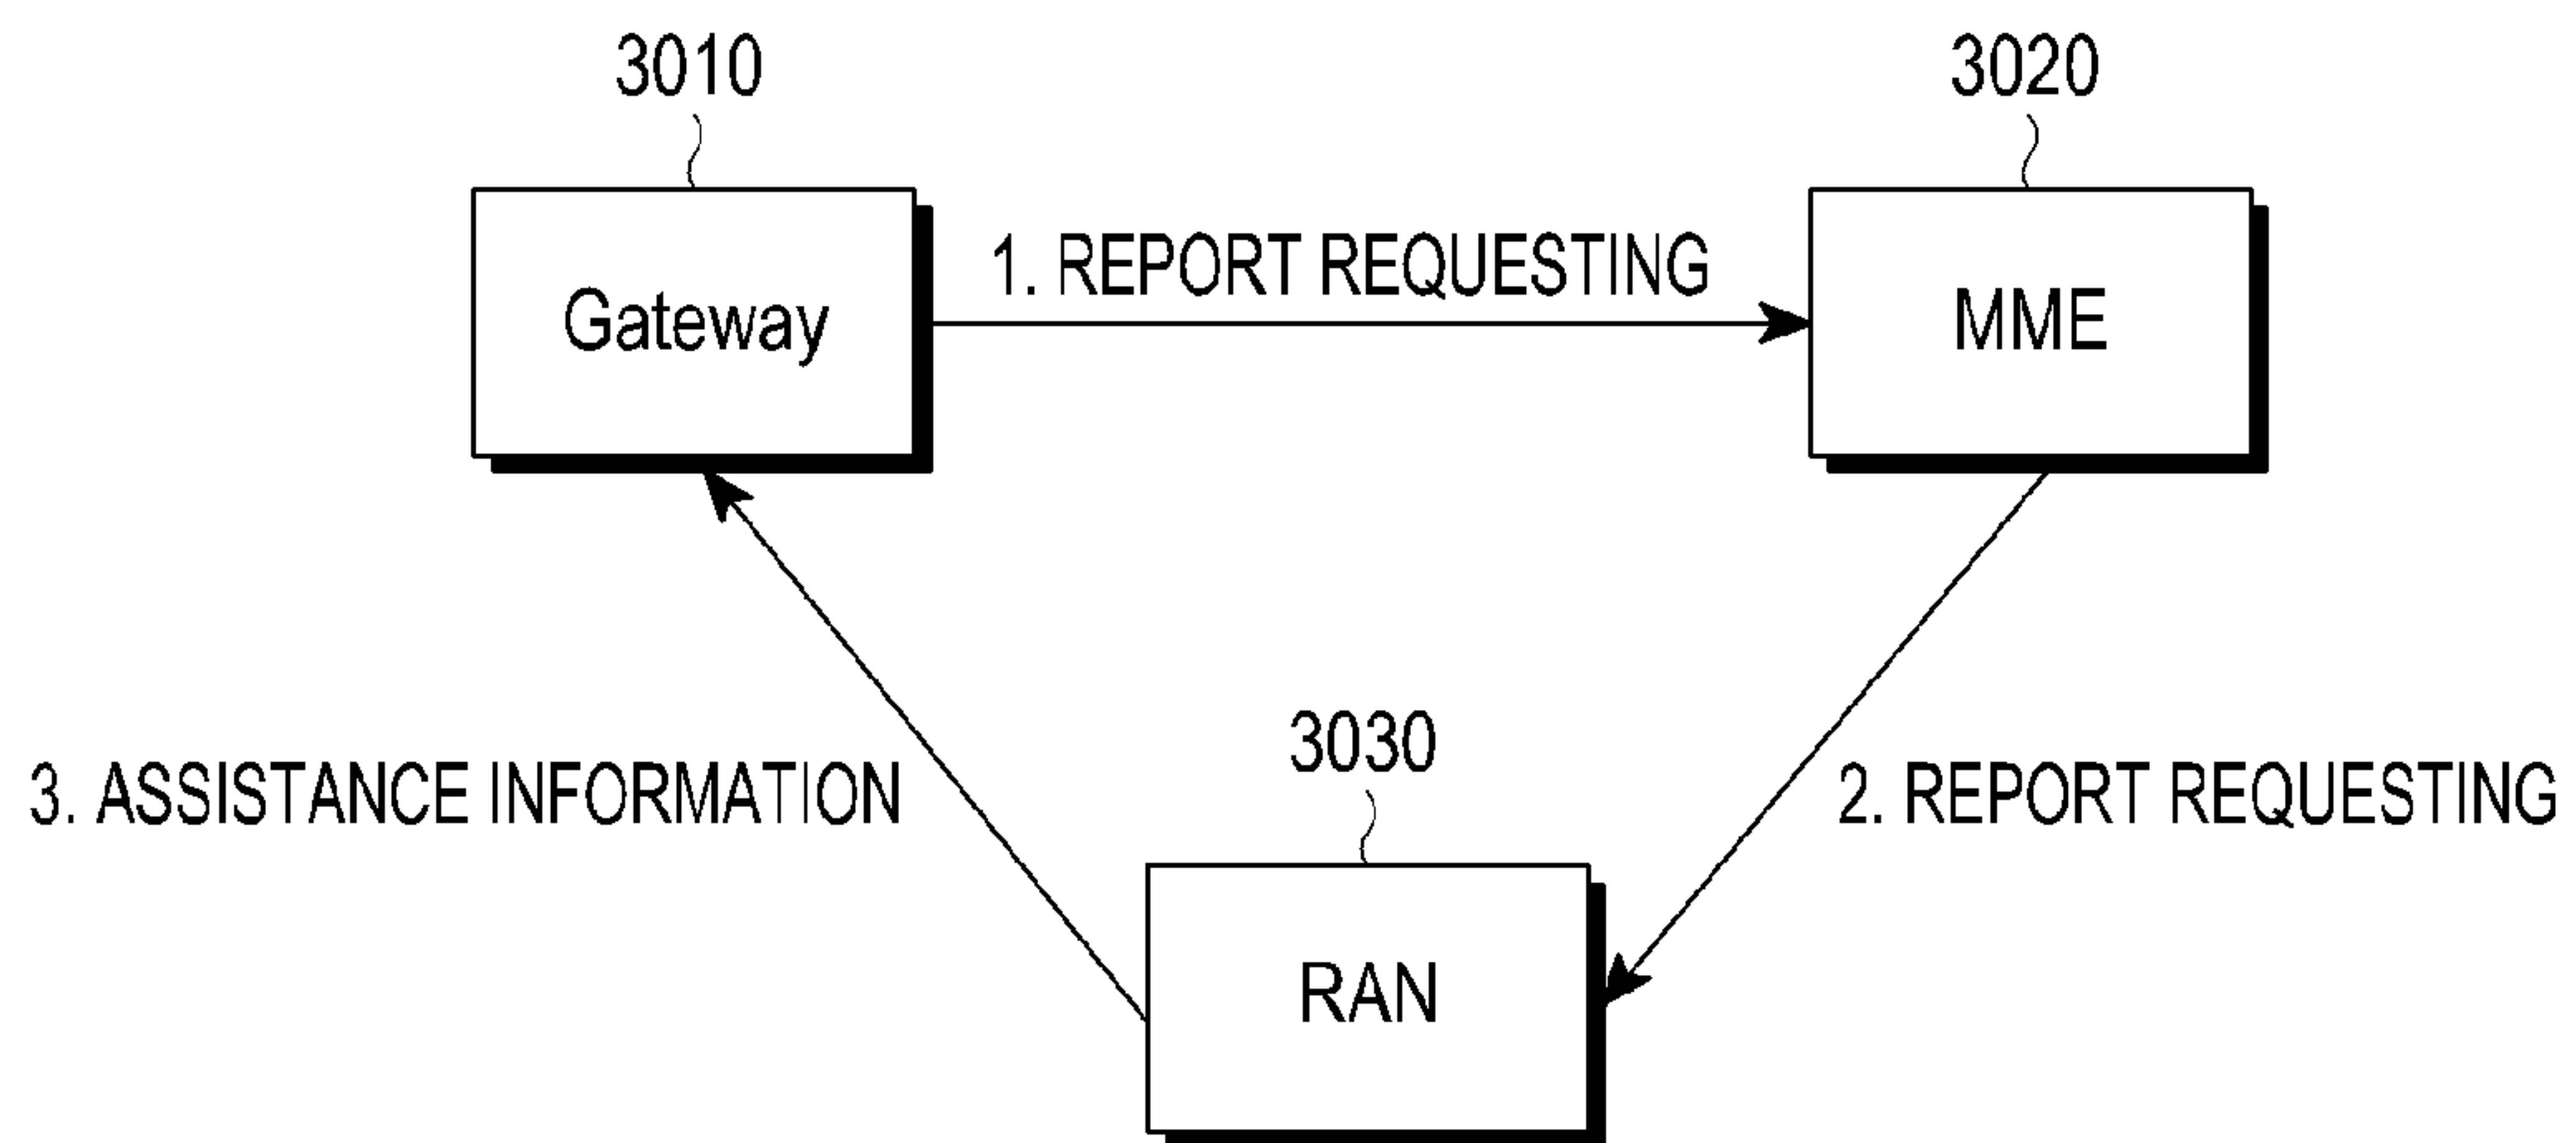 3010
3020
1. REPORT REQUESTING
Gateway
MME
3030
3. ASSISTANCE INFORMATION
2. REPORT REQUESTING
RAN